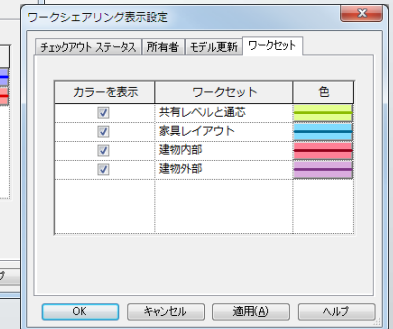 ワークシェアリング表示設定
チェックアウト ステータス 所有者 モデル更新 ワークセット
カラーを表示 ワークセット 色
共有レベルと通芯
家具レイアウト
建物内部
建物外部
OK キャンセル 適用(A) ヘルプ